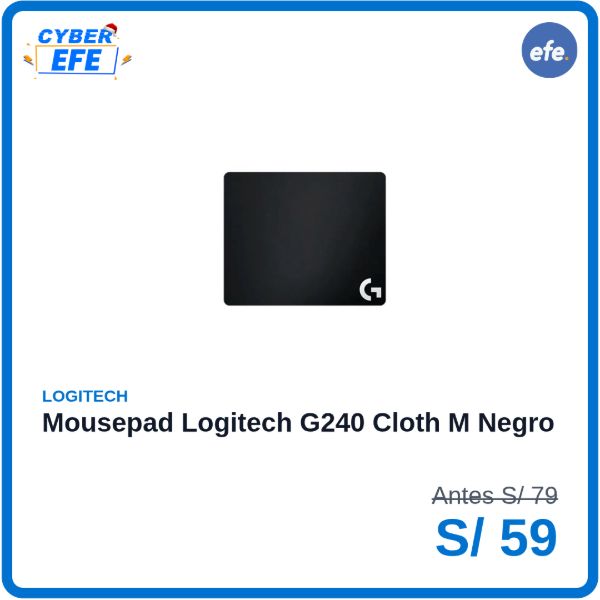 CYBER
EFE
efe.
G
LOGITECH
Mousepad Logitech G240 Cloth M Negro
Antes S/ 79
S/ 59